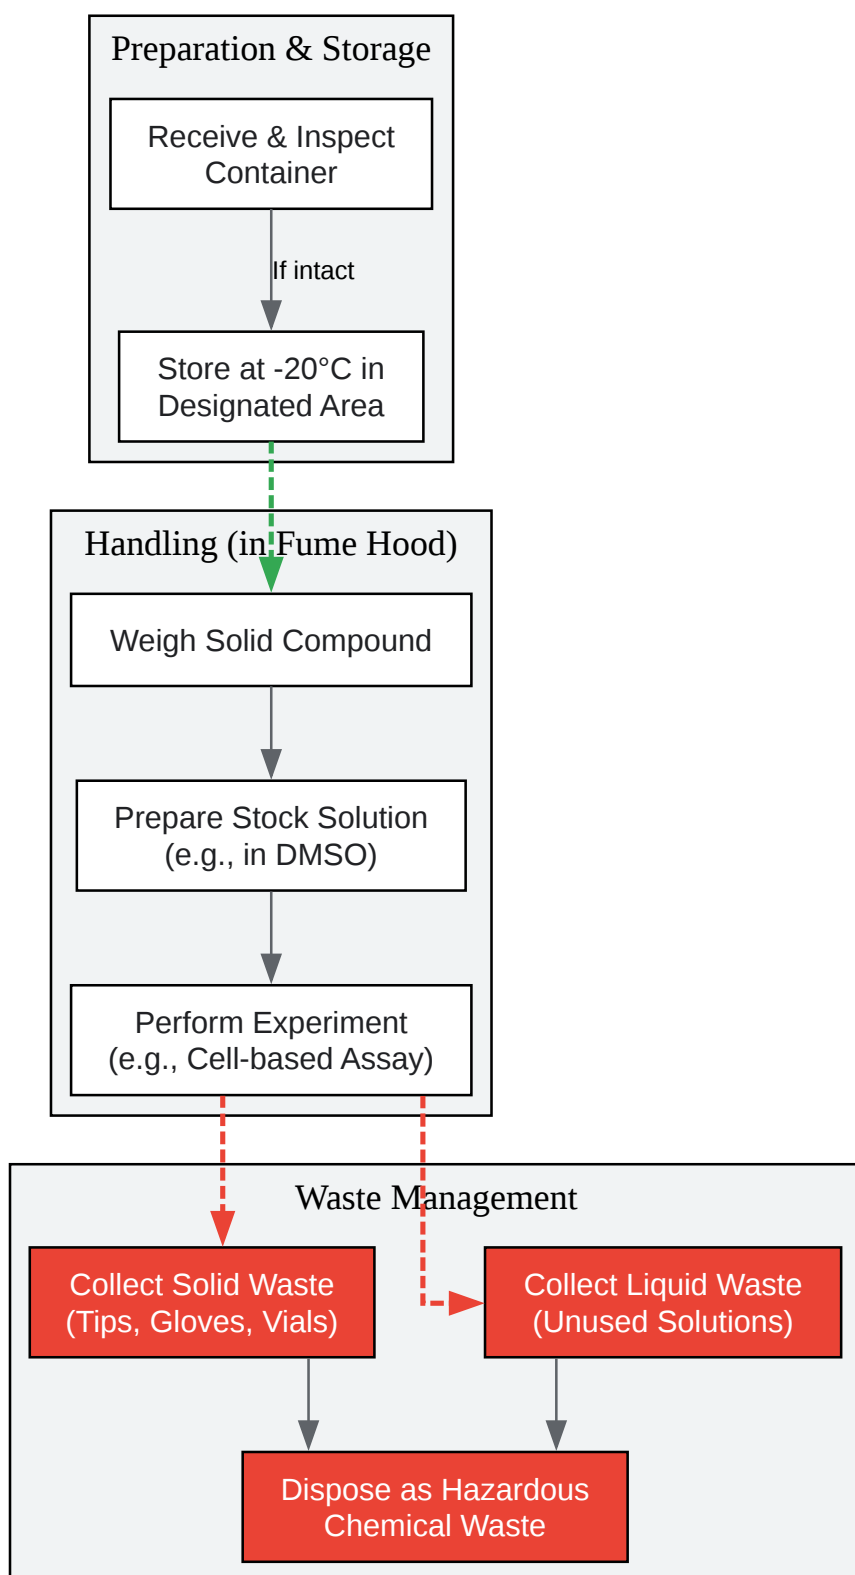 Preparation & Storage
Receive & Inspect
Container
If intact
Store at -20°C in
Designated Area
Handling (in Fume Hood)
Weigh Solid Compound
Prepare Stock Solution
(e.g., in DMSO)
Perform Experiment
(e.g., Cell-based Assay)
Waste Management
Collect Solid Waste
(Tips, Gloves, Vials)
Collect Liquid Waste
(Unused Solutions)
Dispose as Hazardous
Chemical Waste